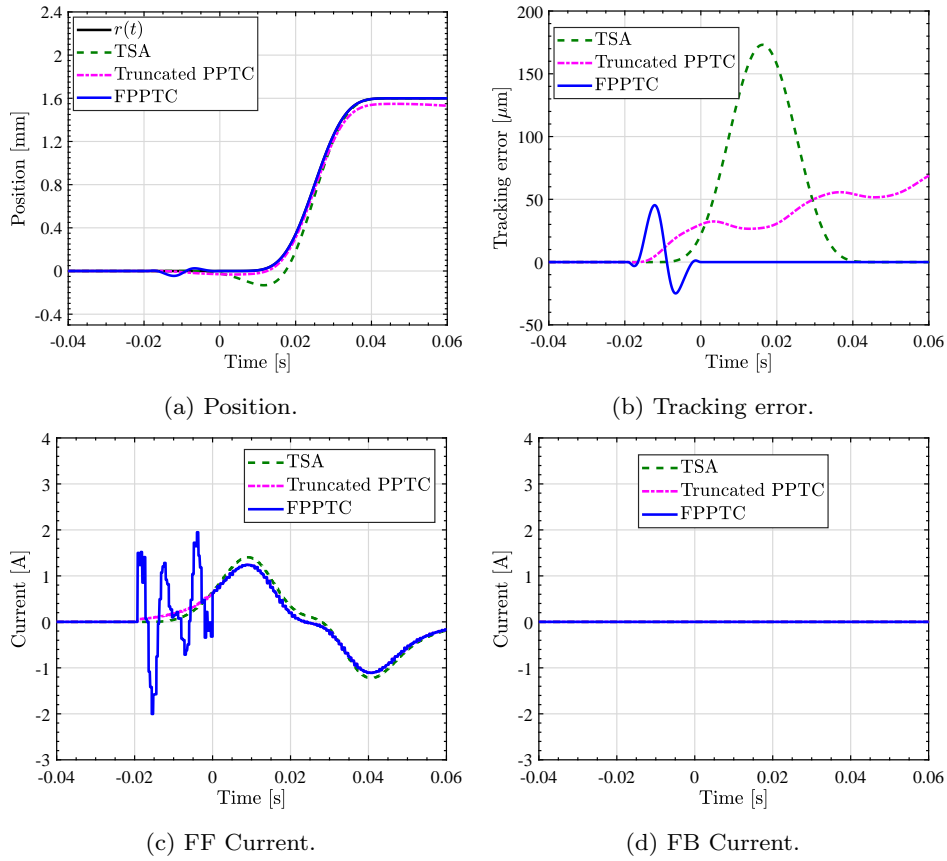 r(t)
TSA
Truncated PPTC
FPPTC
2.4
2
1.6
1.2
0.8
0.4
0
-0.4
Position [mm]
-0.04 -0.02 0 0.02 0.04 0.06
Time [s]
(a) Position.
TSA
Truncated PPTC
FPPTC
200
150
100
50
0
-50
Tracking error [μm]
-0.04 -0.02 0 0.02 0.04 0.06
Time [s]
(b) Tracking error.
TSA
Truncated PPTC
FPPTC
4
3
2
1
0
-1
-2
-3
Current [A]
-0.04 -0.02 0 0.02 0.04 0.06
Time [s]
(c) FF Current.
TSA
Truncated PPTC
FPPTC
4
3
2
1
0
-1
-2
-3
Current [A]
-0.04 -0.02 0 0.02 0.04 0.06
Time [s]
(d) FB Current.